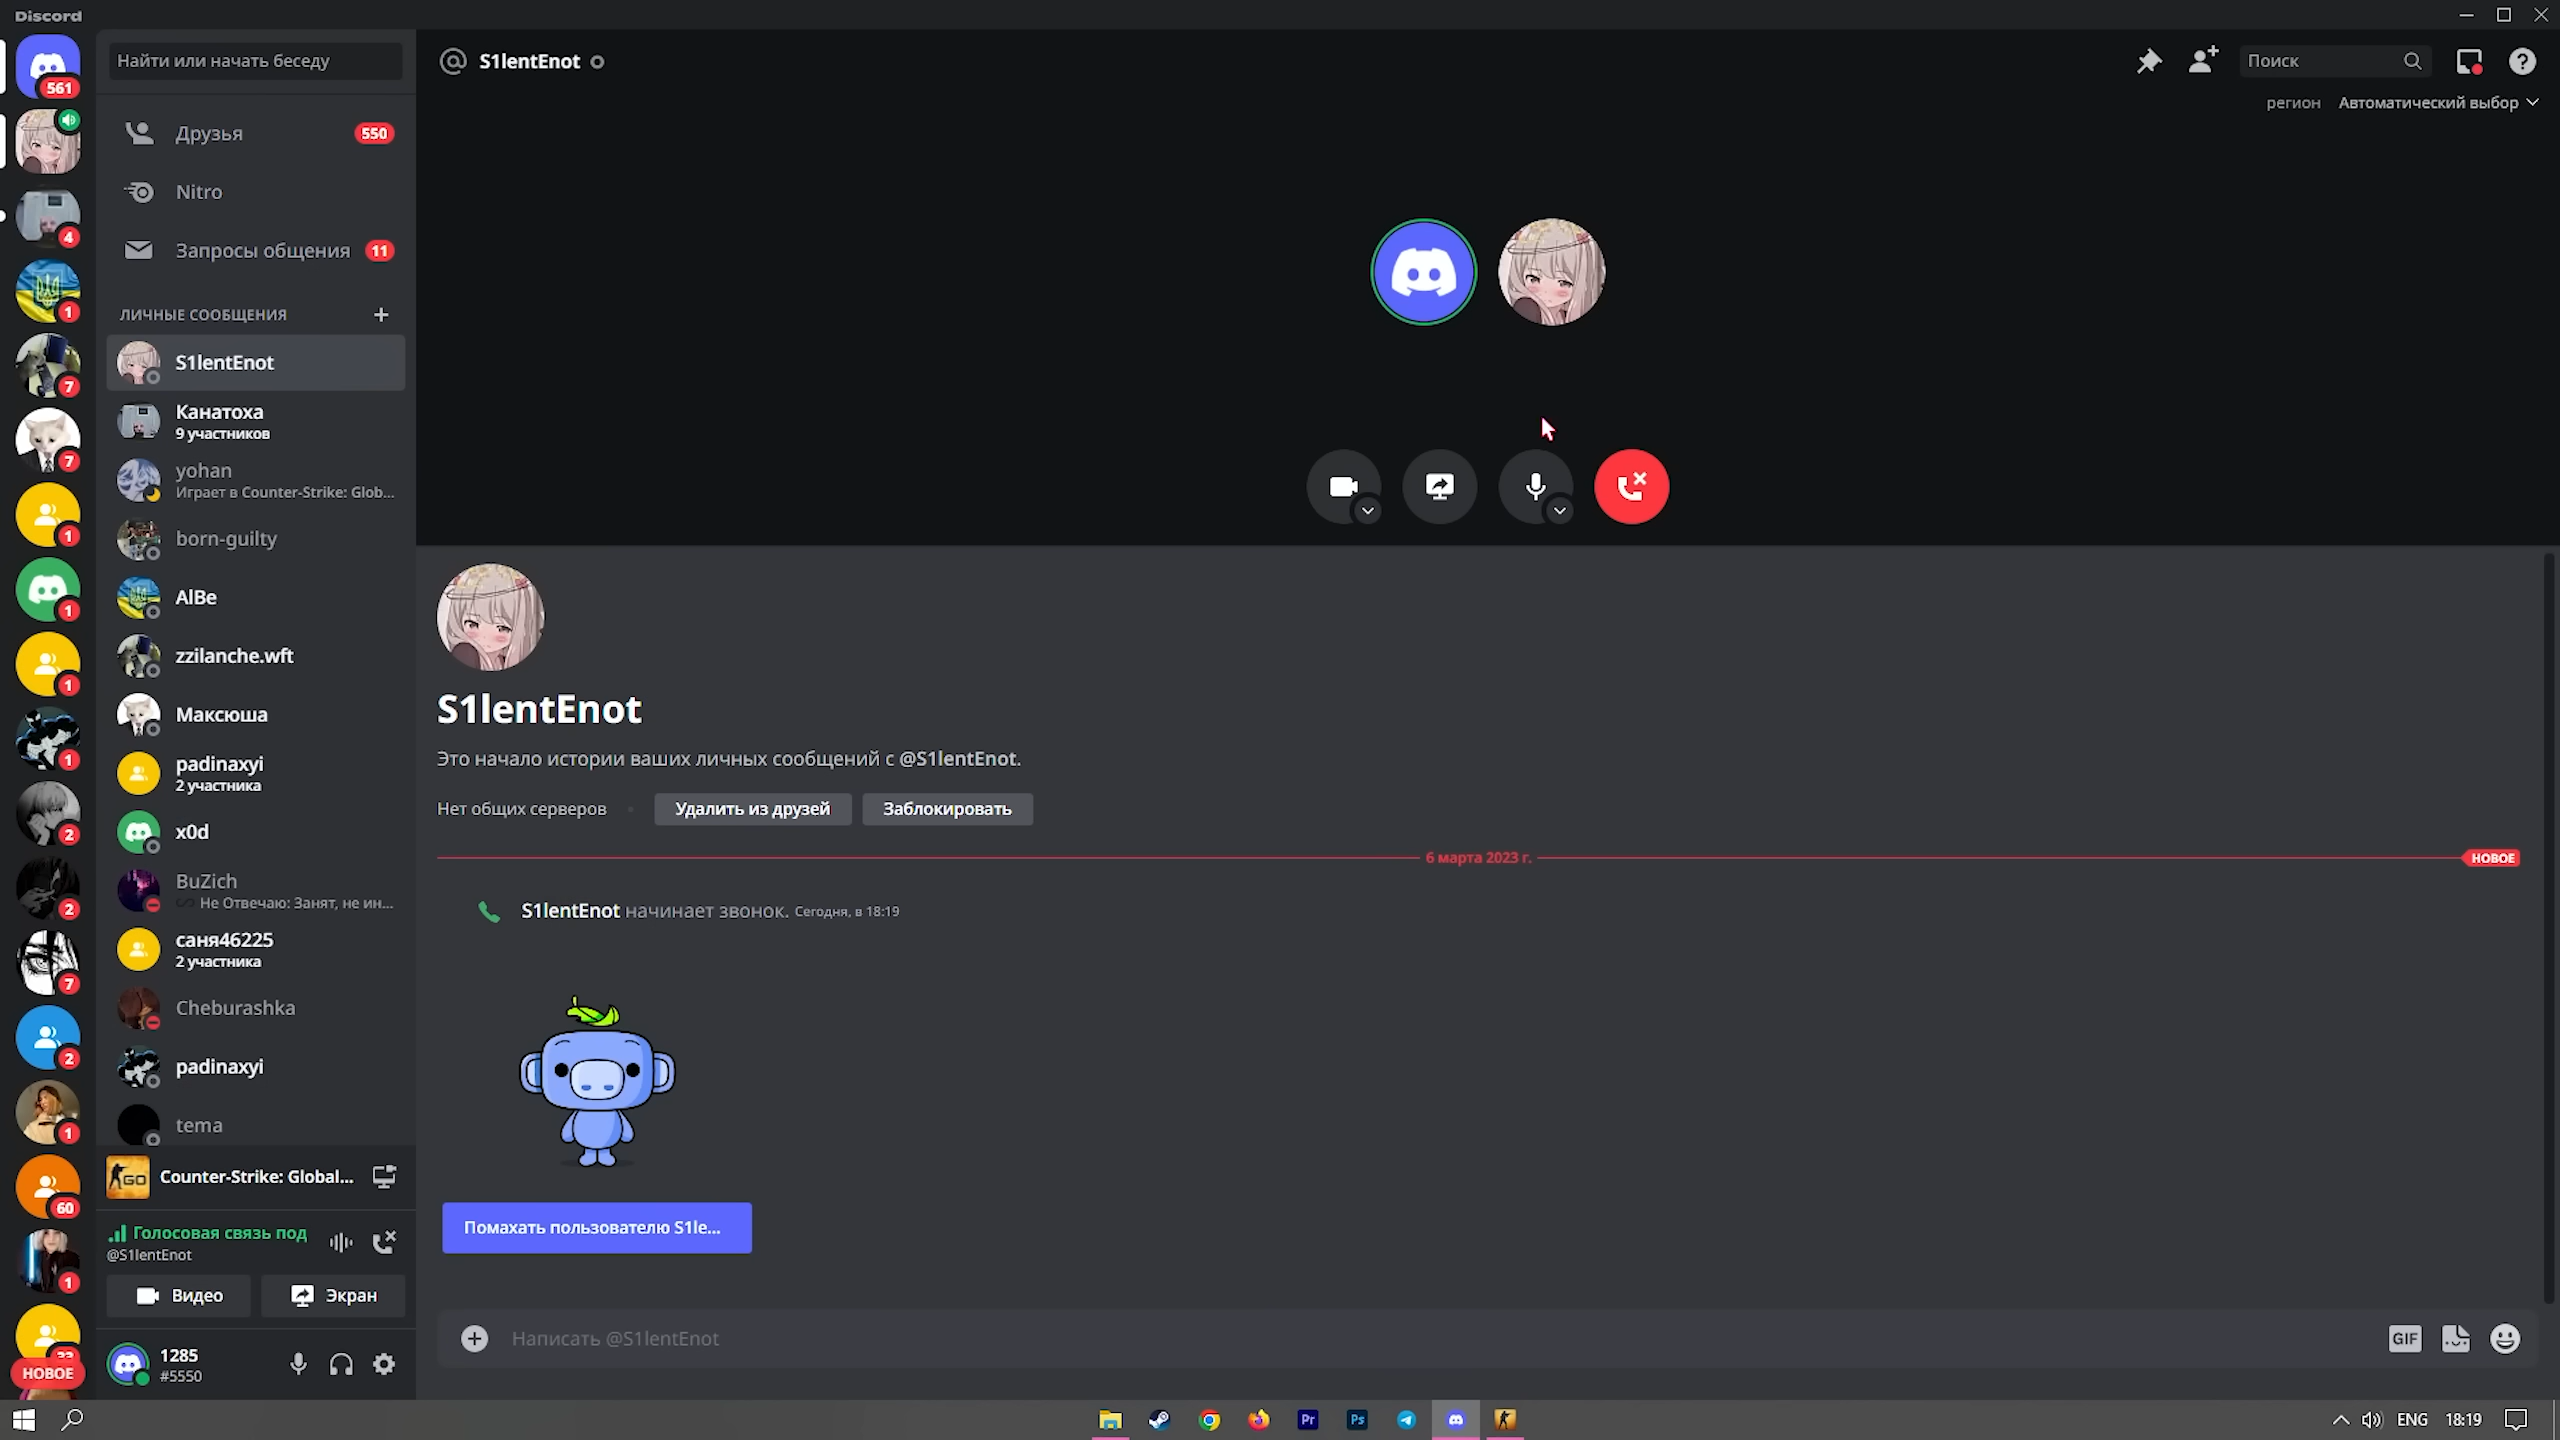 Discord
561
4
1
7
7
1
1
1
1
2
2
7
2
1
60
1
НОВОЕ
Найти или начать беседу
Друзья
550
Nitro
Запросы общения
11
ЛИЧНЫЕ СООБЩЕНИЯ
S1lentEnot
Канатоха
9 участников
yohan
Играет в Counter-Strike: Glob...
born-guilty
AlBe
zzilanche.wft
Максюша
padinaxyi
2 участника
x0d
BuZich
Не Отвечаю: Занят, не ин...
саня46225
2 участника
Cheburashka
padinaxyi
tema
GO
Counter-Strike: Global...
Голосовая связь под
@S1lentEnot
Видео
Экран
1285
#5550
S1lentEnot
Поиск
регион
Автоматический выбор
S1lentEnot
Это начало истории ваших личных сообщений с @S1lentEnot.
Нет общих серверов
Удалить из друзей
Заблокировать
6 марта 2023 г.
НОВОЕ
S1lentEnot начинает звонок. Сегодня, в 18:19
Помахать пользователю S1le...
Написать @S1lentEnot
GIF
Pr
Ps
ENG
18:19